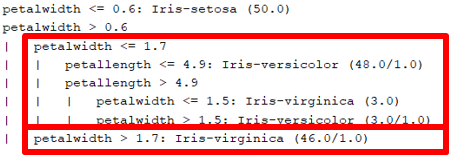 petalwidth <= 0.6: Iris-setosa (50.0)
petalwidth > 0.6
|   petalwidth <= 1.7
|   |   petallength <= 4.9: Iris-versicolor (48.0/1.0)
|   |   petallength > 4.9
|   |   |   petalwidth <= 1.5: Iris-virginica (3.0)
|   |   |   petalwidth > 1.5: Iris-versicolor (3.0/1.0)
|   petalwidth > 1.7: Iris-virginica (46.0/1.0)